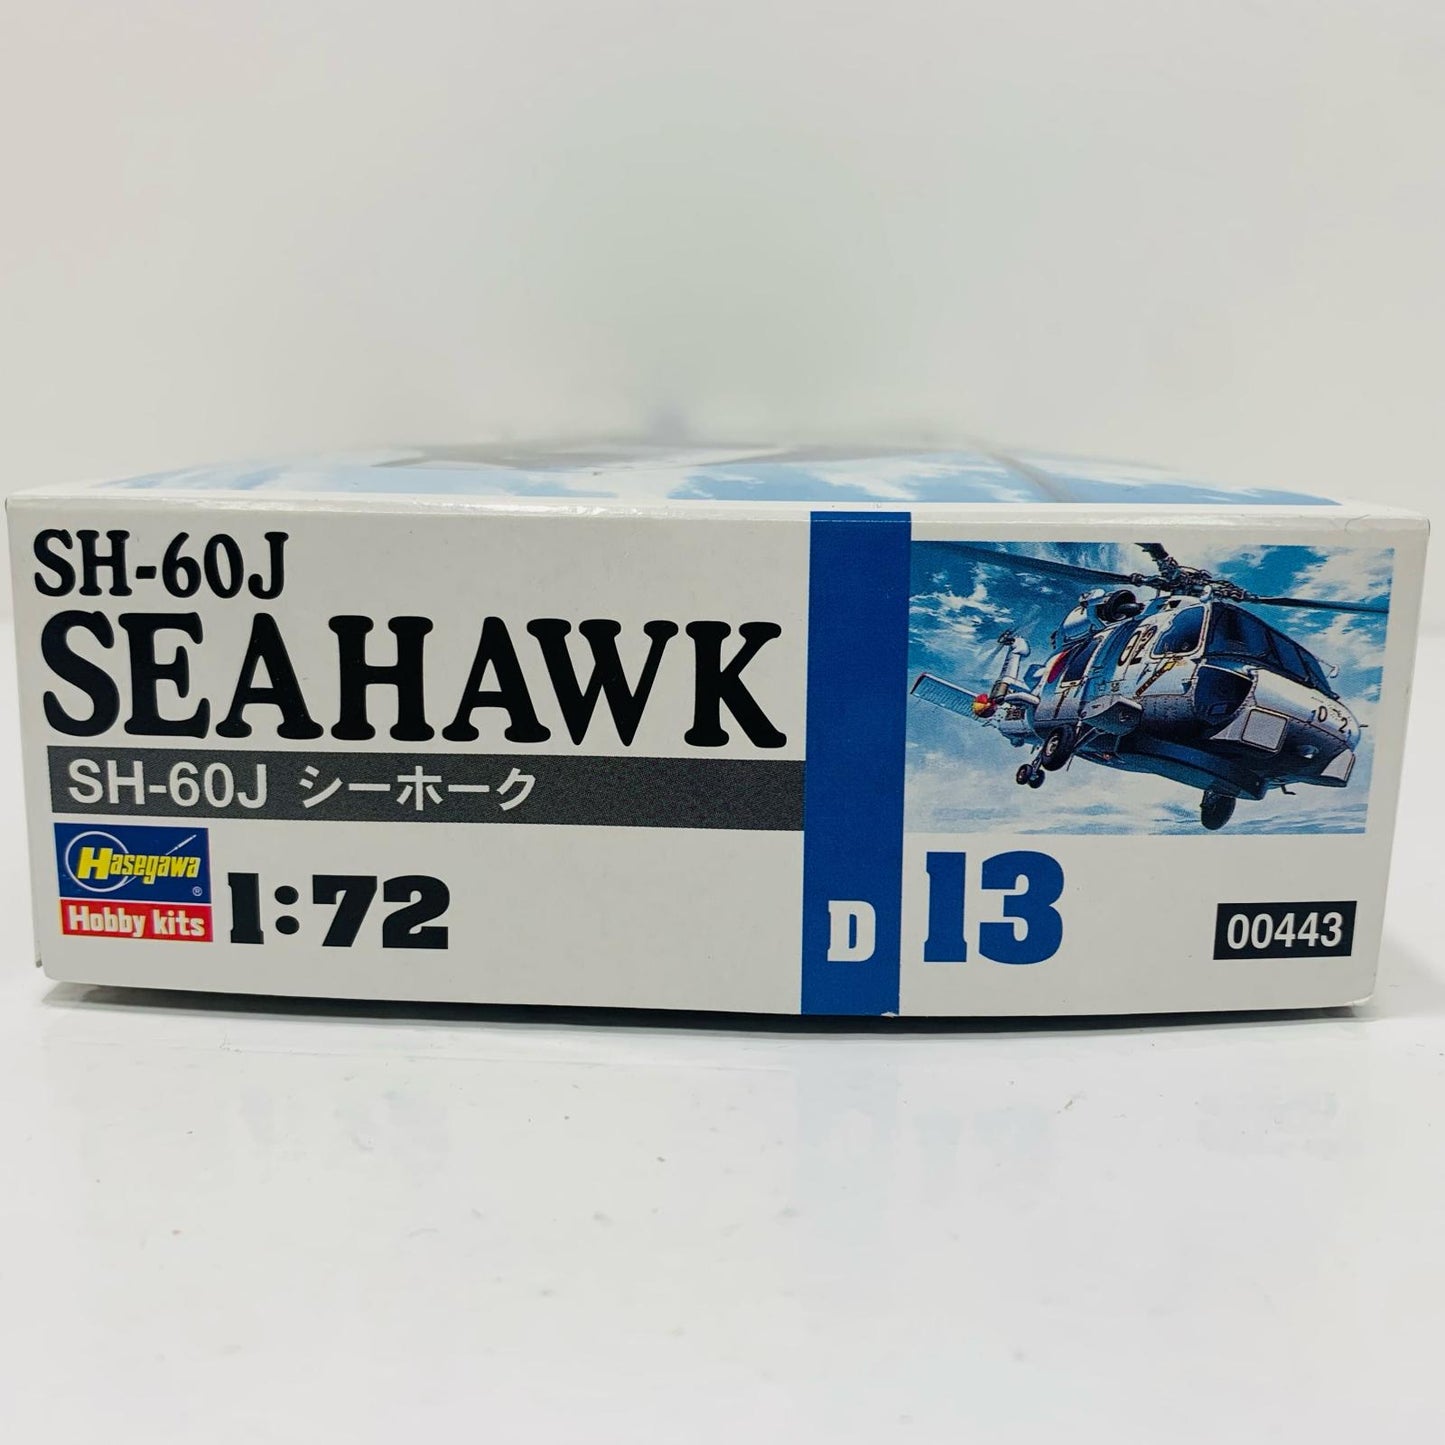 SH-60J
SEAHAWK
SH-60J シーホーク
Hasegawa®
Hobby kits
1:72
D 13
00443